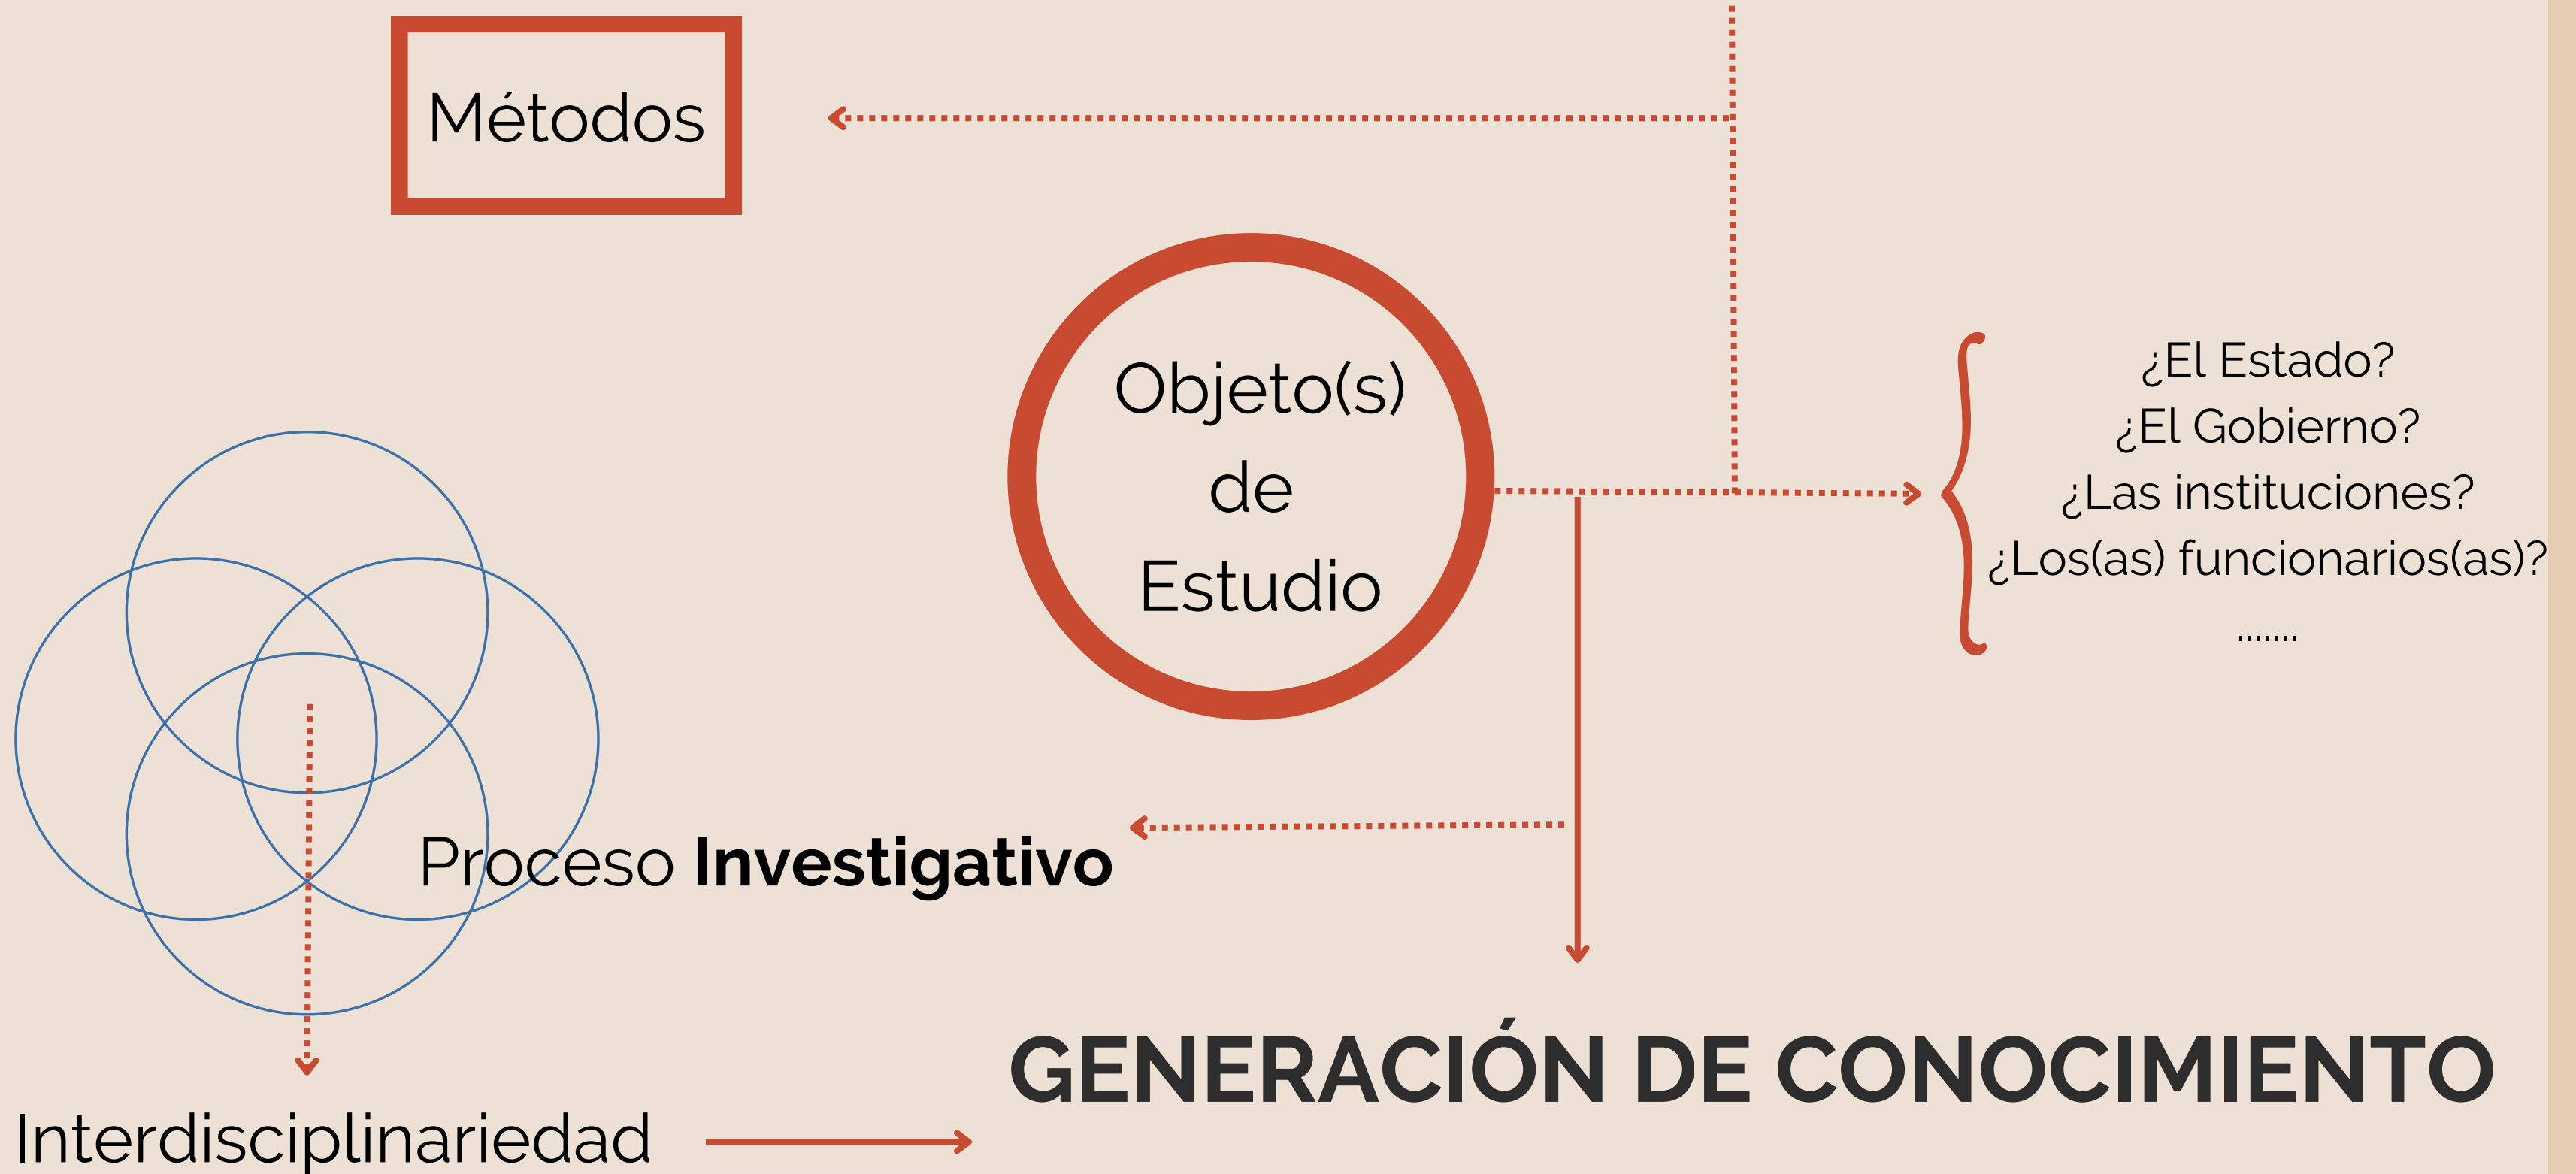 Métodos
Objeto(s)
de
Estudio
¿El Estado?
¿El Gobierno?
¿Las instituciones?
¿Los(as) funcionarios(as)?
.......
Proceso Investigativo
GENERACIÓN DE CONOCIMIENTO
Interdisciplinariedad